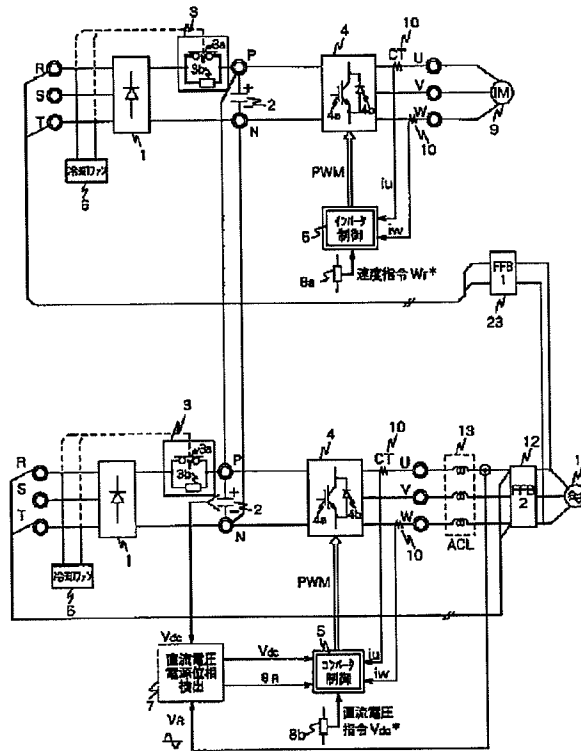 3
3a
3b
R
S
T
1
P
+
2
N
冷却ファン
6
4
4a
4b
10
CT
U
V
W
10
IM
9
PWM
iu
iw
インバータ
制御
5
8a
速度指令 Wr*
FFB
1
23
3
3a
3b
R
S
T
1
P
+
2
N
冷却ファン
6
4
4a
4b
10
CT
U
V
W
10
13
ACL
12
FFB
2
PWM
Vdc
直流電圧
電源位相
検出
7
Vdc
θR
5
コンバータ
制御
iu
iw
VR
8b
直流電圧
指令 Vdc*